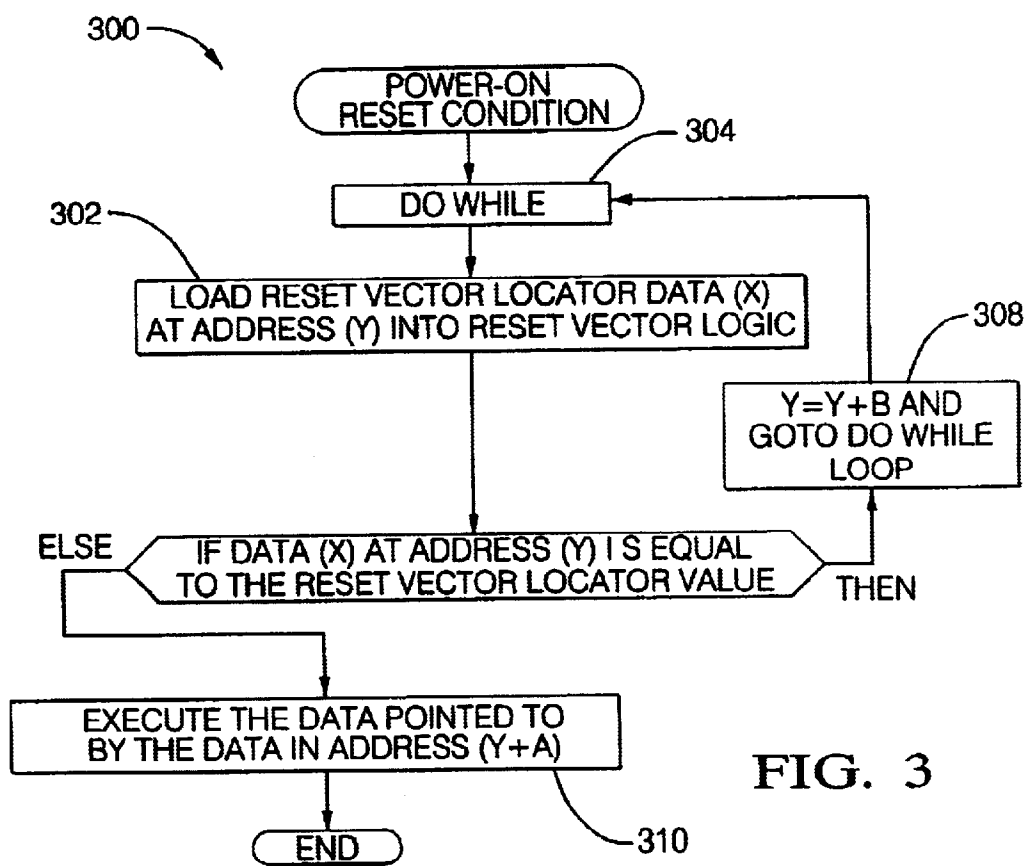 300
POWER-ON
RESET CONDITION
304
DO WHILE
302
LOAD RESET VECTOR LOCATOR DATA (X)
AT ADDRESS (Y) INTO RESET VECTOR LOGIC
308
Y=Y+B AND
GOTO DO WHILE
LOOP
ELSE
IF DATA (X) AT ADDRESS (Y) I S EQUAL
TO THE RESET VECTOR LOCATOR VALUE
THEN
EXECUTE THE DATA POINTED TO
BY THE DATA IN ADDRESS (Y+A)
310
END
FIG. 3